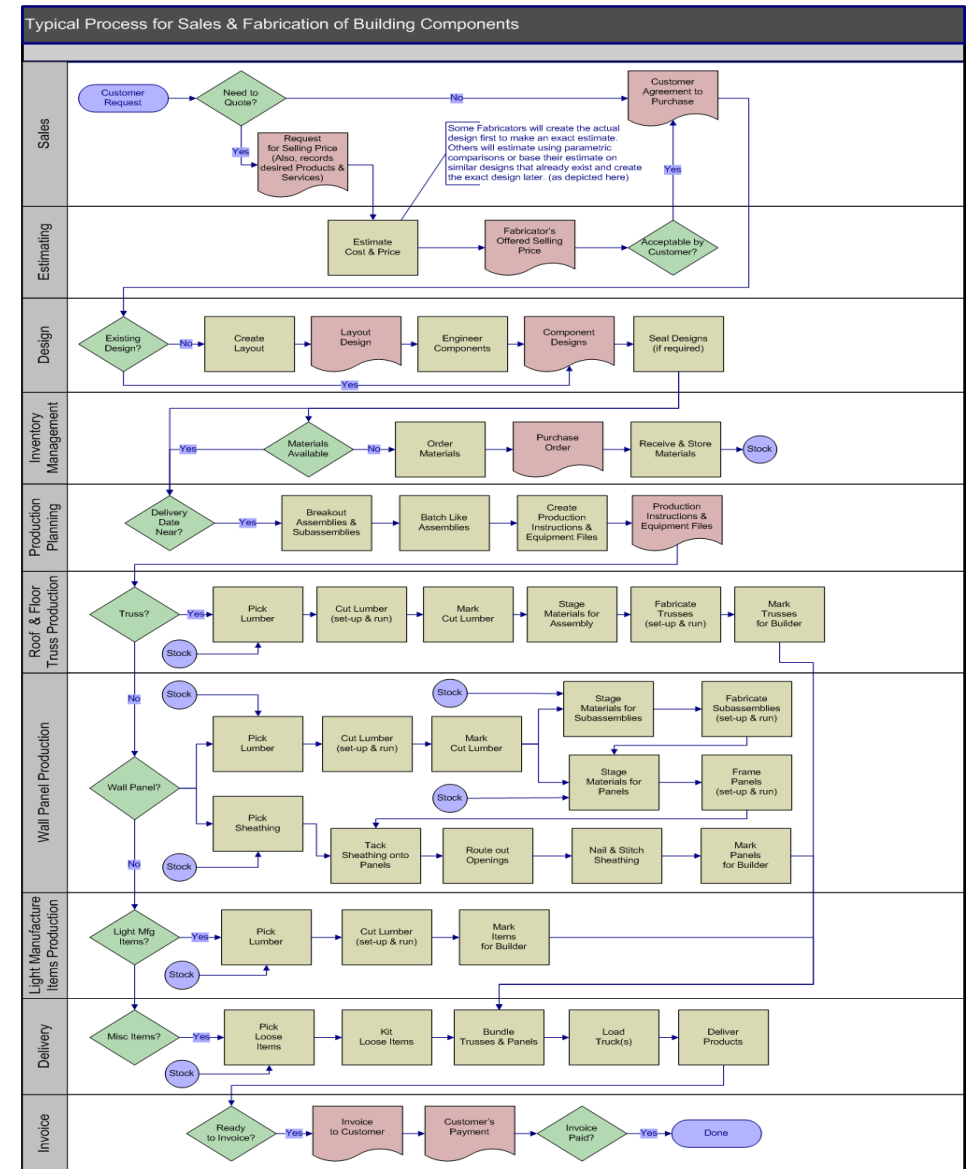 Typical Process for Sales & Fabrication of Building Components
Sales
Customer
Request
Need to
Quote?
No
Customer
Agreement to
Purchase
Yes
Request
for Selling Price
(Also, records
desired Products &
Services)
Some Fabricators will create the actual
design first to make an exact estimate.
Others will estimate using parametric
comparisons or base their estimate on
similar designs that already exist and create
the exact design later. (as depicted here)
Yes
Estimating
Estimate
Cost & Price
Fabricator's
Offered Selling
Price
Acceptable by
Customer?
Design
Existing
Design?
No
Create
Layout
Layout
Design
Engineer
Components
Component
Designs
Seal Designs
(if required)
Yes
Inventory
Management
Yes
Materials
Available
No
Order
Materials
Purchase
Order
Receive & Store
Materials
Stock
Production
Planning
Delivery
Date
Near?
Yes
Breakout
Assemblies &
Subassemblies
Batch Like
Assemblies
Create
Production
Instructions &
Equipment Files
Production
Instructions &
Equipment Files
Roof & Floor
Truss Production
Truss?
Yes
Pick
Lumber
Cut Lumber
(set-up & run)
Mark
Cut Lumber
Stage
Materials for
Assembly
Fabricate
Trusses
(set-up & run)
Mark
Trusses
for Builder
Stock
No
Wall Panel Production
Stock
Stock
Stage
Materials for
Subassemblies
Fabricate
Subassemblies
(set-up & run)
Pick
Lumber
Cut Lumber
(set-up & run)
Mark
Cut Lumber
Wall Panel?
Stage
Materials for
Panels
Frame
Panels
(set-up & run)
Stock
Pick
Sheathing
Tack
Sheathing onto
Panels
Route out
Openings
Nail & Stitch
Sheathing
Mark
Panels
for Builder
No
Stock
Light Manufacture
Items Production
Light Mfg
Items?
Yes
Pick
Lumber
Cut Lumber
(set-up & run)
Mark
Items
for Builder
Stock
Delivery
Misc Items?
Yes
Pick
Loose
Items
Kit
Loose Items
Bundle
Trusses & Panels
Load
Truck(s)
Deliver
Products
Stock
Invoice
Ready
to Invoice?
Yes
Invoice
to Customer
Customer's
Payment
Invoice
Paid?
Yes
Done